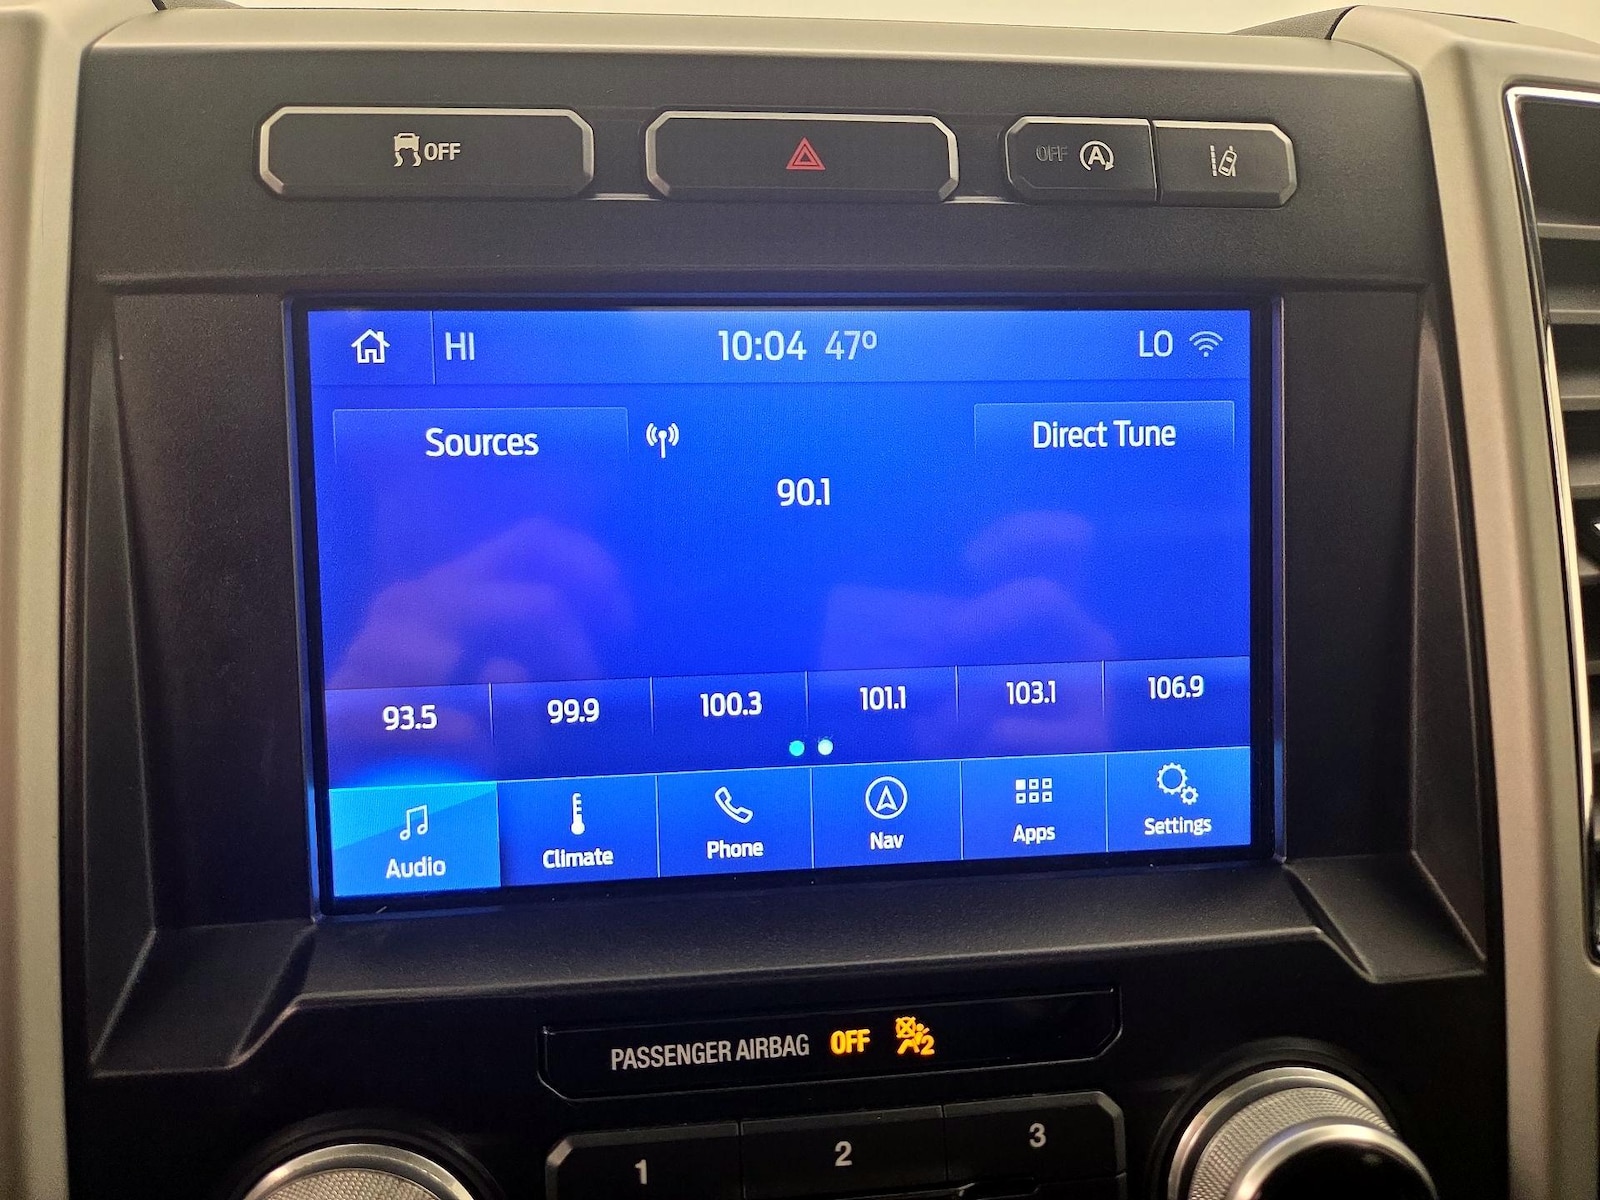 OFF
OFF A
HI 10:04 47° LO
Sources Direct Tune
90.1
93.5 99.9 100.3 101.1 103.1 106.9
Audio Climate Phone Nav Apps Settings
PASSENGER AIRBAG OFF 2
1 2 3